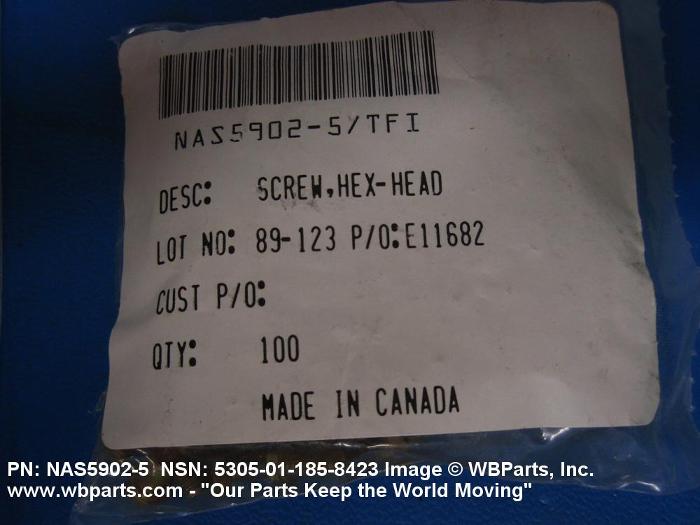 NAS5902-5/TFI
DESC: SCREW,HEX-HEAD
LOT NO: 89-123 P/O:E11682
CUST P/O:
QTY: 100
MADE IN CANADA
PN: NAS5902-5 NSN: 5305-01-185-8423 Image © WBParts, Inc.
www.wbparts.com - "Our Parts Keep the World Moving"